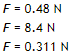 F = 0.48 N
F = 8.4 N
F = 0.311 N